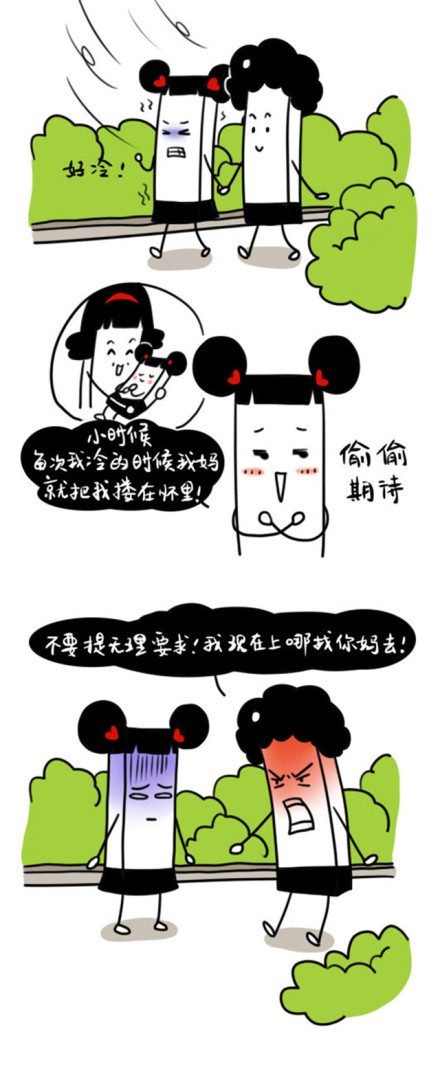 好冷！
小时候
每次我冷的时候我妈
就把我搂在怀里！
偷偷
期待
不要提无理要求！我现在上哪找你妈去！